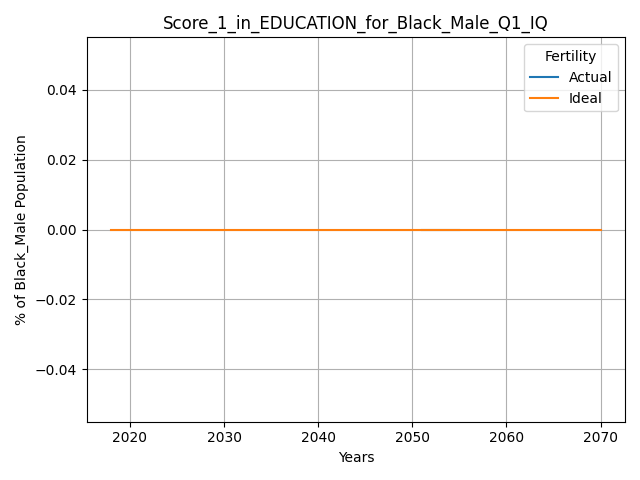 Score_1_in_EDUCATION_for_Black_Male_Q1_IQ
Fertility
Actual
Ideal
0.04
0.02
0.00
−0.02
−0.04
% of Black_Male Population
2020 2030 2040 2050 2060 2070
Years